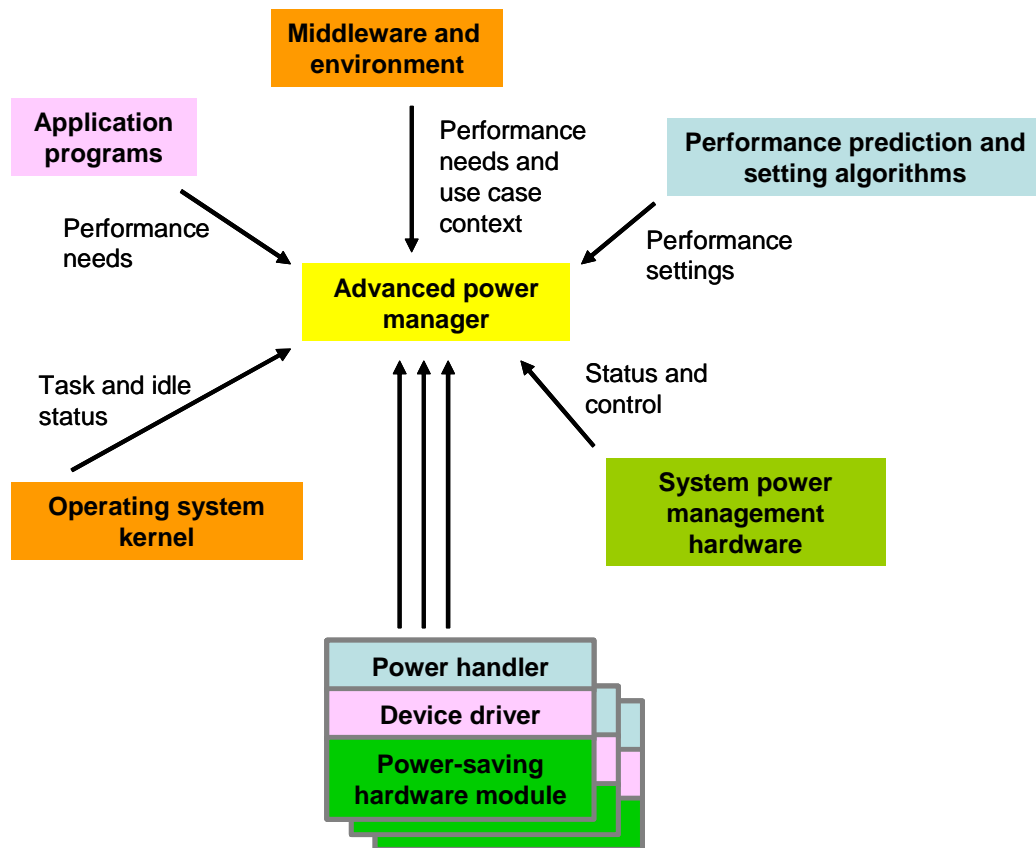 Middleware and
environment
Application
programs
Performance prediction and
setting algorithms
Performance
needs and
use case
context
Performance
needs
Performance
settings
Advanced power
manager
Task and idle
status
Status and
control
Operating system
kernel
System power
management
hardware
Power handler
Device driver
Power-saving
hardware module